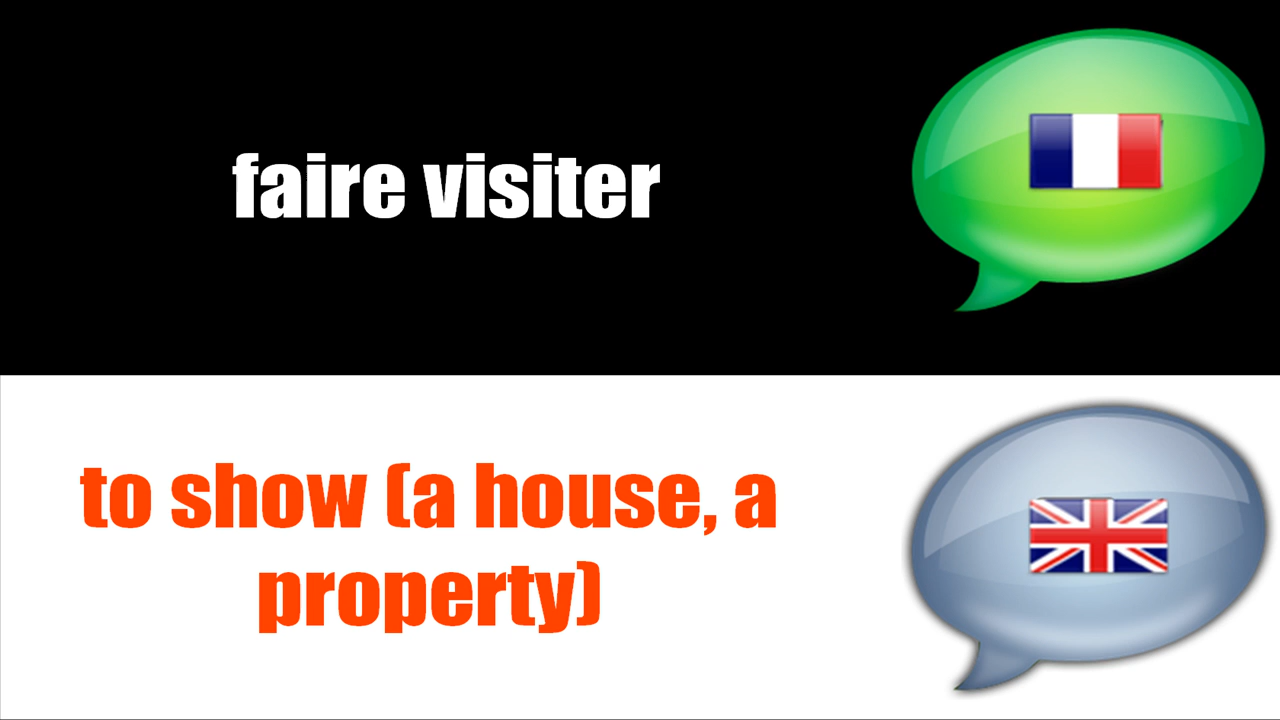 faire visiter
to show (a house, a
property)